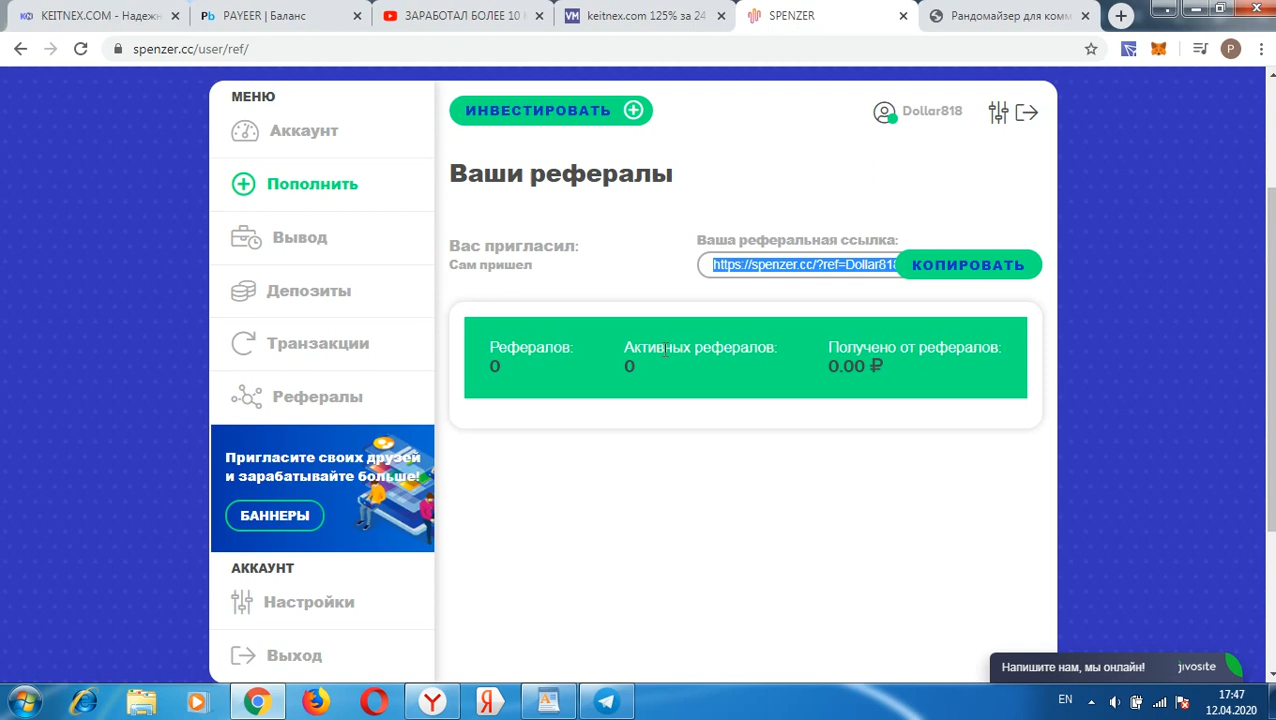 KEITNEX.COM - Надежн
PAYEER | Баланс
ЗАРАБОТАЛ БОЛЕЕ 10
keitnex.com 125% за 24
SPENZER
Рандомайзер для комм
spenzer.cc/user/ref/
P
МЕНЮ
Аккаунт
Пополнить
Вывод
Депозиты
Транзакции
Рефералы
Пригласите своих друзей
и зарабатывайте больше!
БАННЕРЫ
АККАУНТ
Настройки
Выход
ИНВЕСТИРОВАТЬ
Dollar818
Ваши рефералы
Вас пригласил:
Сам пришел
Ваша реферальная ссылка:
https://spenzer.cc/?ref=Dollar818
КОПИРОВАТЬ
Рефералов:
0
Активных рефералов:
0
Получено от рефералов:
0.00 ₽
Напишите нам, мы онлайн!
jivosite
EN
17:47
12.04.2020